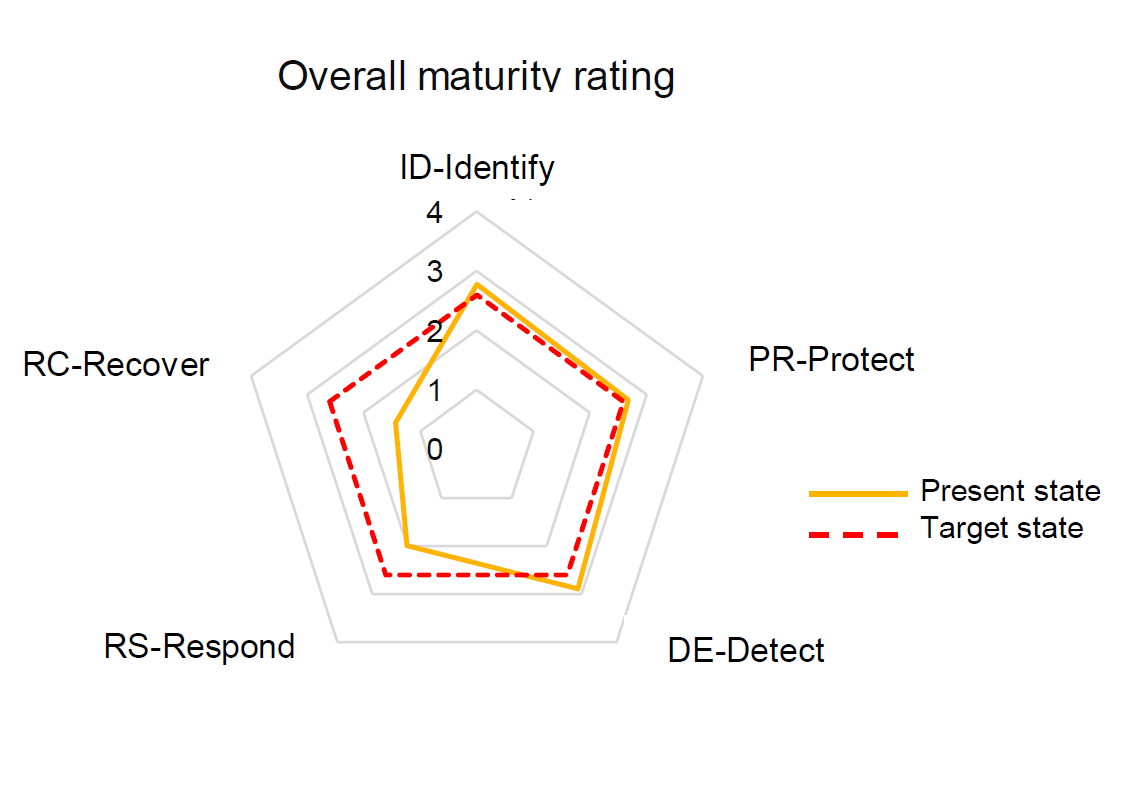 Overall maturity rating
ID-Identify
4
3
2
1
0
RC-Recover
PR-Protect
Present state
Target state
RS-Respond
DE-Detect